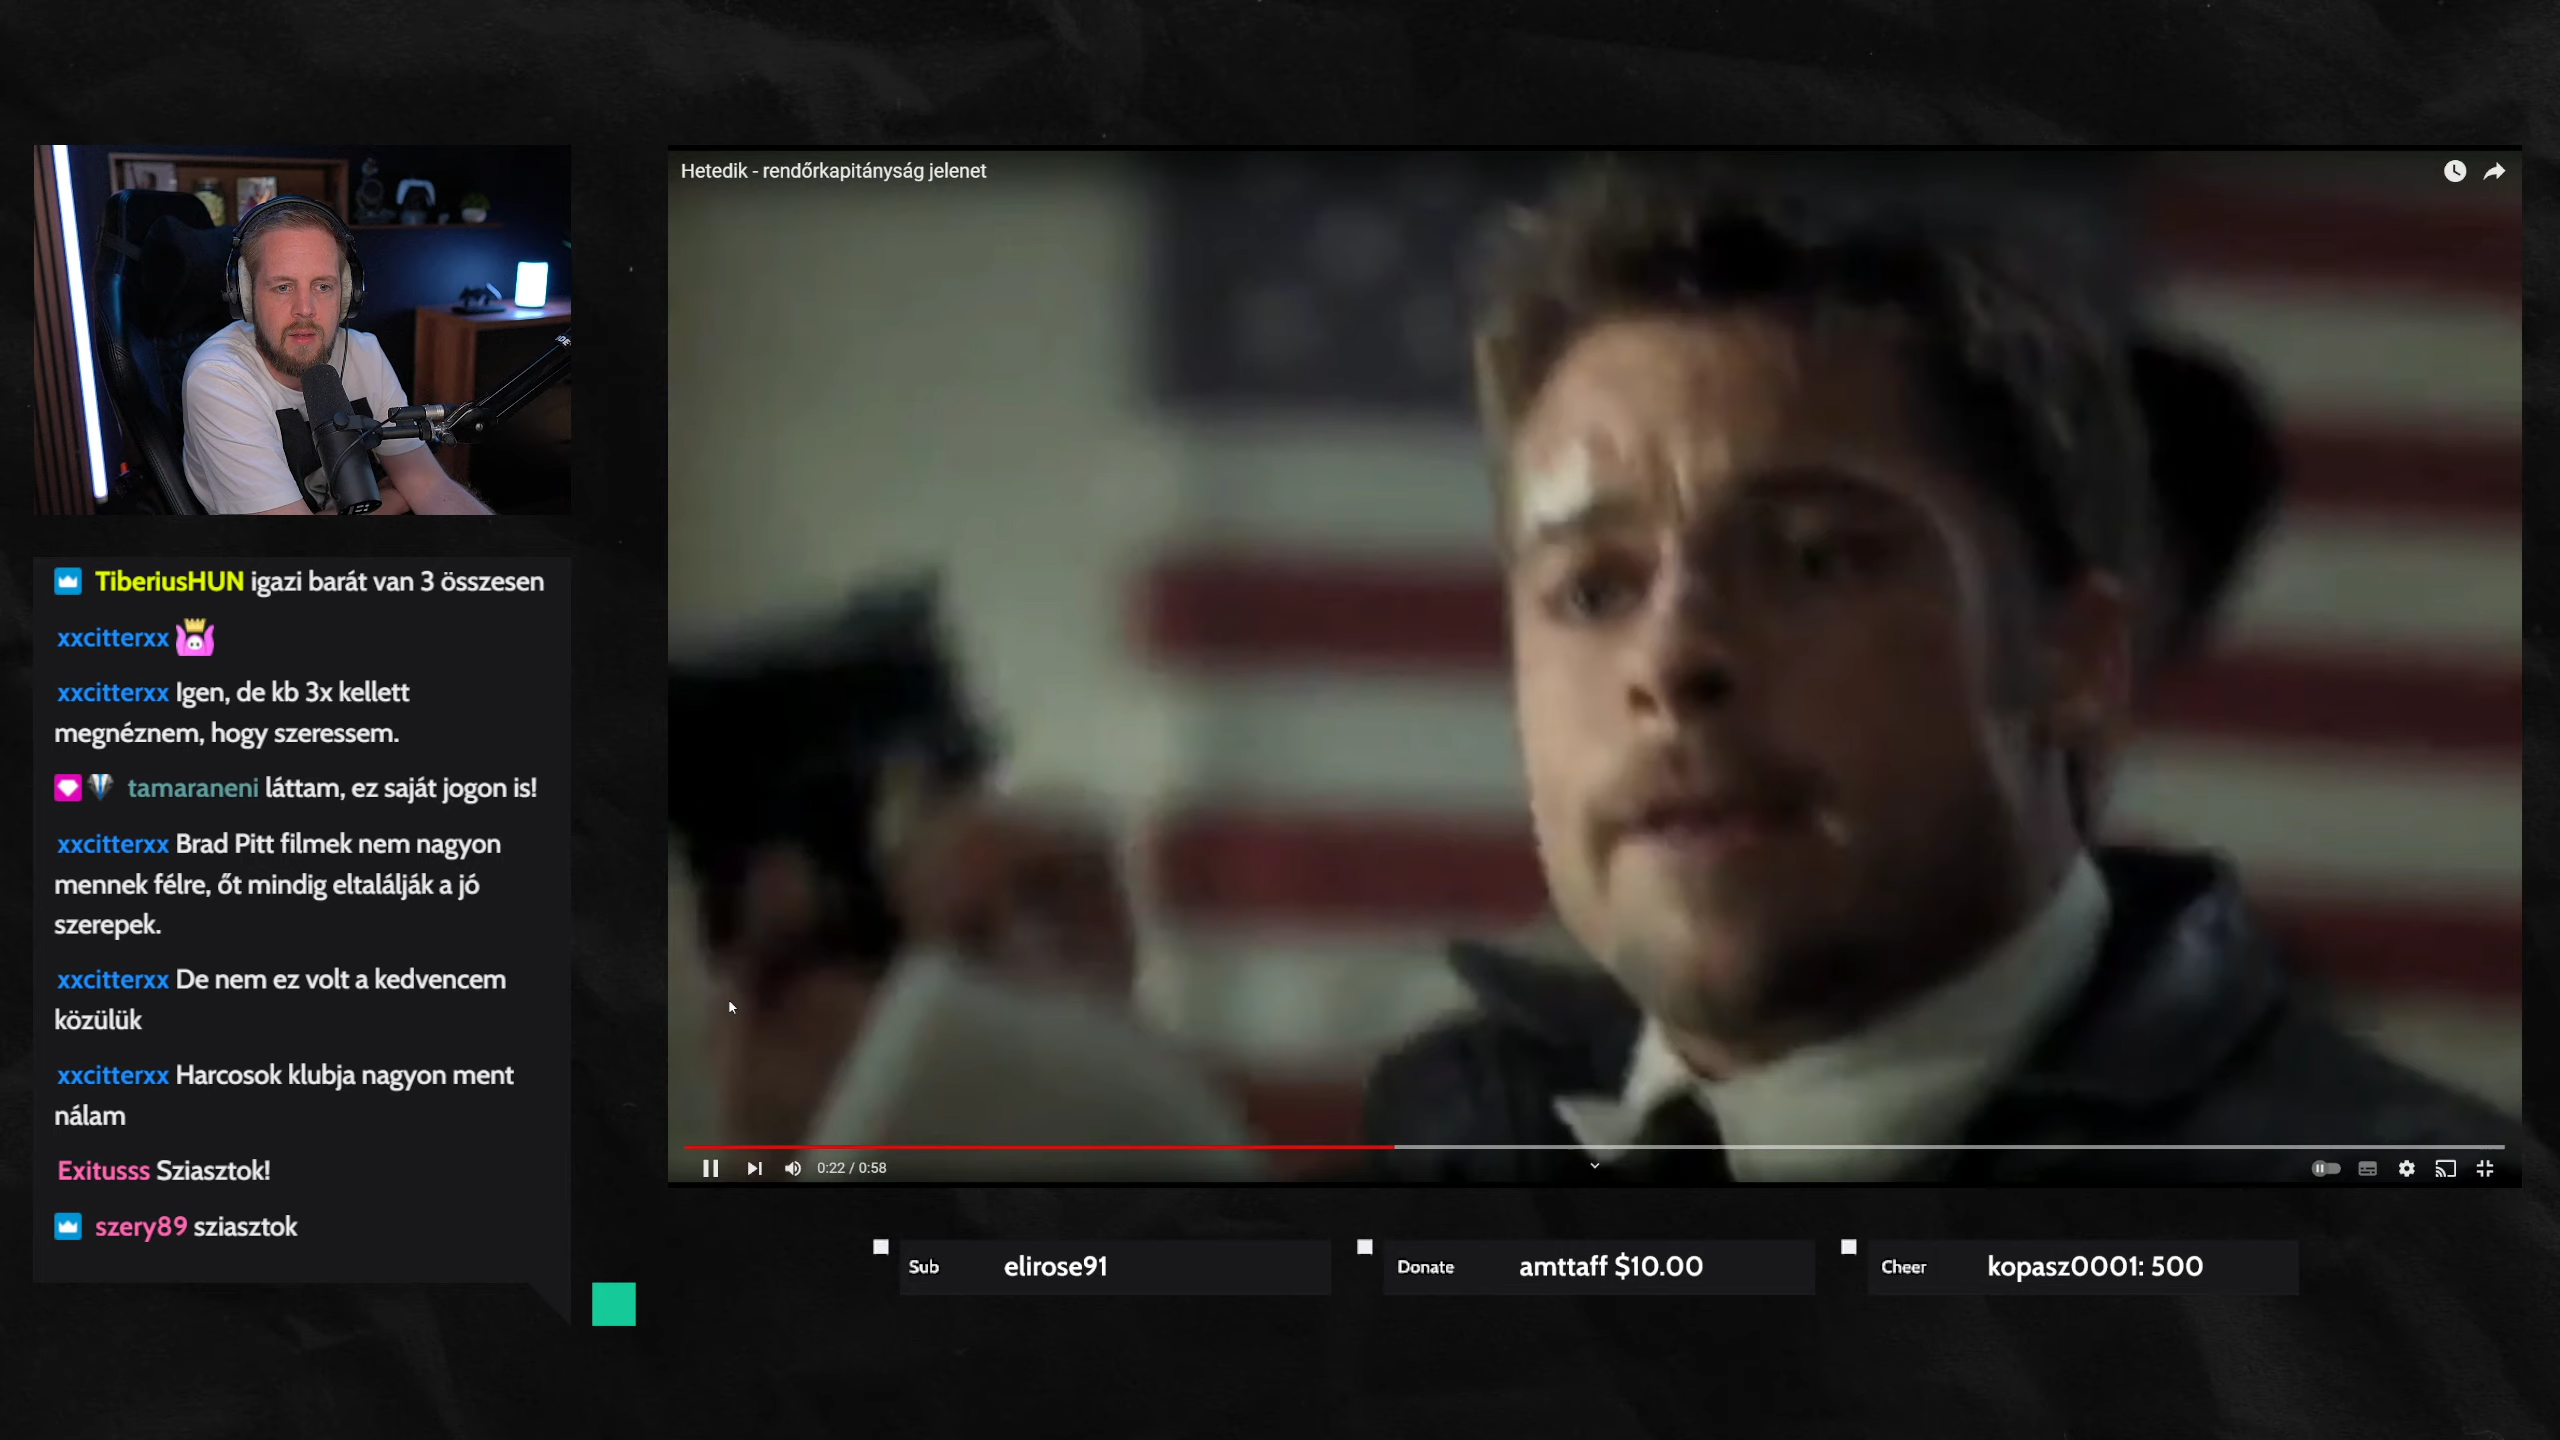 Hetedik - rendőrkapitányság jelenet
TiberiusHUN igazi barát van 3 összesen
xxcitterxx
xxcitterxx Igen, de kb 3x kellett
megnéznem, hogy szeressem.
tamaraneni láttam, ez saját jogon is!
xxcitterxx Brad Pitt filmek nem nagyon
mennek félre, őt mindig eltalálják a jó
szerepek.
xxcitterxx De nem ez volt a kedvencem
közülük
xxcitterxx Harcosok klubja nagyon ment
nálam
Exitusss Sziasztok!
szery89 sziasztok
0:22 / 0:58
Sub elirose91
Donate amttaff $10.00
Cheer kopasz0001: 500